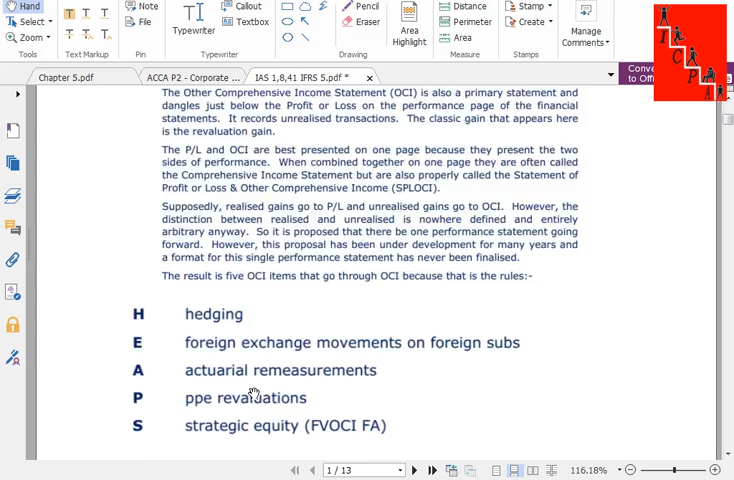 Hand
Select
Zoom
Tools
Text Markup
Note
File
Pin
Typewriter
Callout
Textbox
Typewriter
Pencil
Eraser
Drawing
Area
Highlight
Distance
Perimeter
Area
Measure
Stamp
Create
Stamps
Manage
Comments
I
C
P
A
Chapter 5.pdf
ACCA P2 - Corporate ...
IAS 1,8,41 IFRS 5.pdf *
Conv
to Offi
The Other Comprehensive Income Statement (OCI) is also a primary statement and
dangles just below the Profit or Loss on the performance page of the financial
statements. It records unrealised transactions. The classic gain that appears here
is the revaluation gain.
The P/L and OCI are best presented on one page because they present the two
sides of performance. When combined together on one page they are often called
the Comprehensive Income Statement but are also properly called the Statement of
Profit or Loss & Other Comprehensive Income (SPLOCI).
Supposedly, realised gains go to P/L and unrealised gains go to OCI. However, the
distinction between realised and unrealised is nowhere defined and entirely
arbitrary anyway. So it is proposed that there be one performance statement going
forward. However, this proposal has been under development for many years and
a format for this single performance statement has never been finalised.
The result is five OCI items that go through OCI because that is the rules:-
H hedging
E foreign exchange movements on foreign subs
A actuarial remeasurements
P ppe revaluations
S strategic equity (FVOCI FA)
1 / 13
116.18%